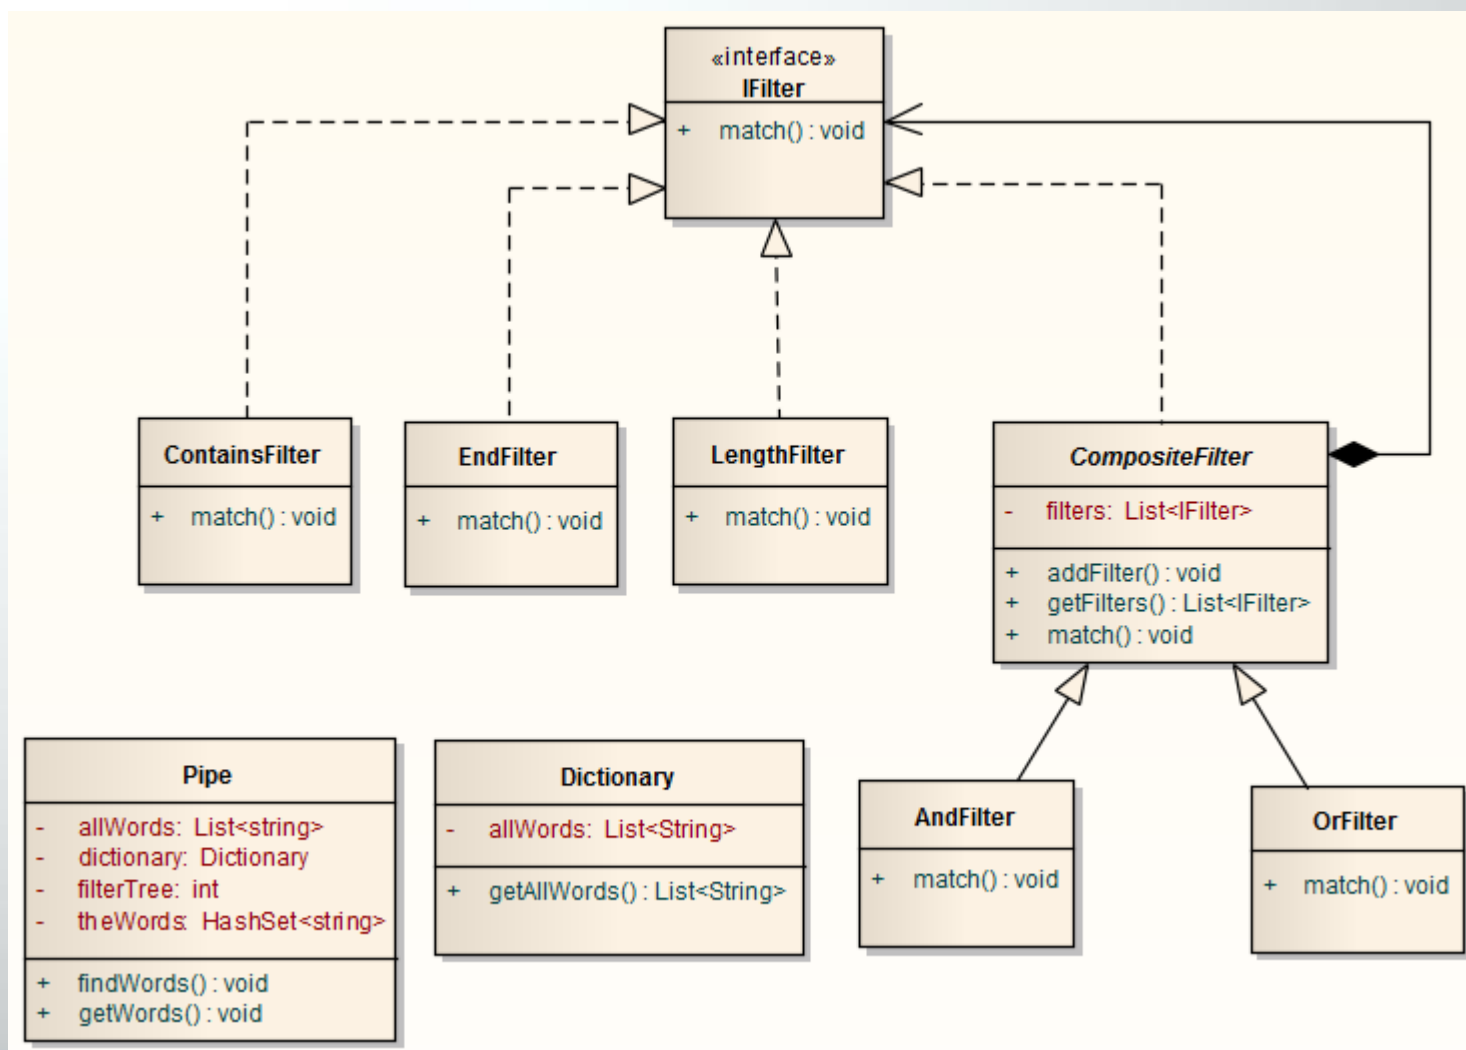 «interface»
IFilter
+ match() : void
ContainsFilter
+ match() : void
EndFilter
+ match() : void
LengthFilter
+ match() : void
CompositeFilter
- filters: List<IFilter>
+ addFilter() : void
+ getFilters() : List<IFilter>
+ match() : void
Pipe
- allWords: List<string>
- dictionary: Dictionary
- filterTree: int
- theWords: HashSet<string>
+ findWords() : void
+ getWords() : void
Dictionary
- allWords: List<String>
+ getAllWords() : List<String>
AndFilter
+ match() : void
OrFilter
+ match() : void